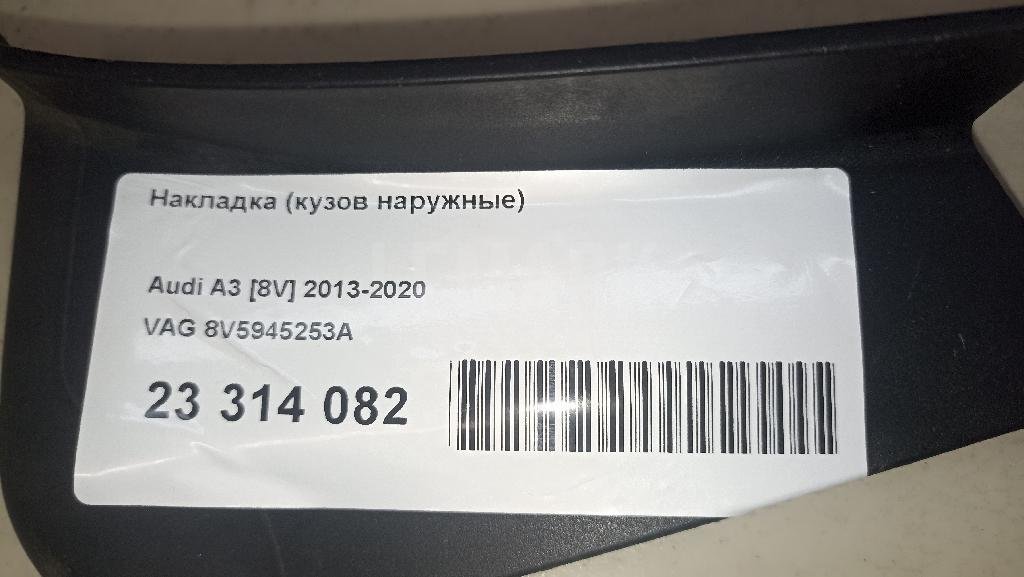 Накладка (кузов наружные)
Audi A3 [8V] 2013-2020
VAG 8V5945253A
23 314 082